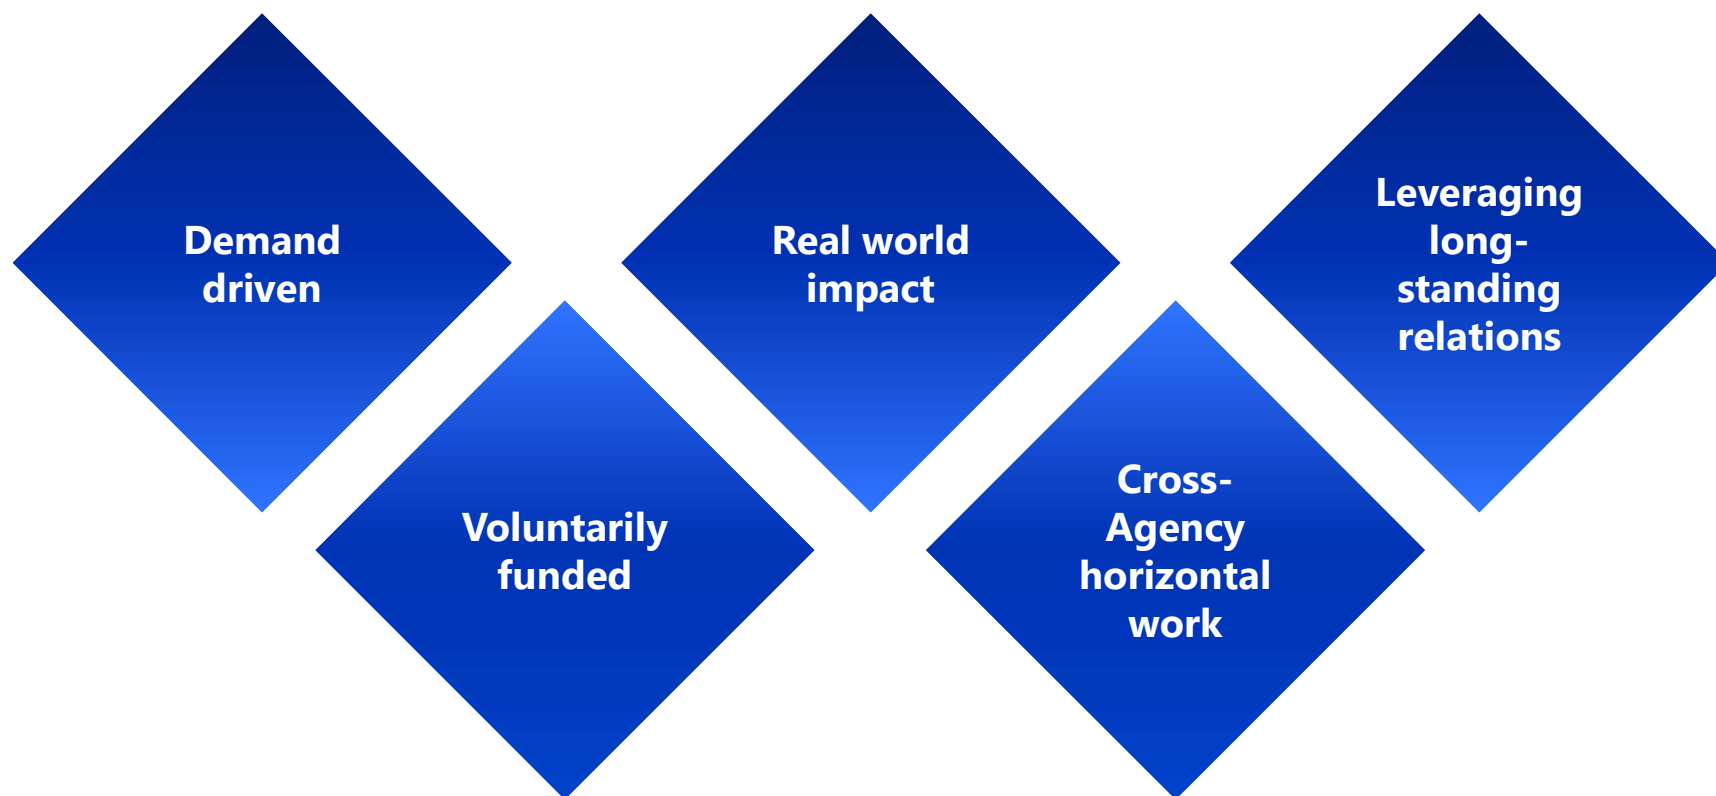 Demand
driven
Voluntarily
funded
Real world
impact
Cross-
Agency
horizontal
work
Leveraging
long-
standing
relations